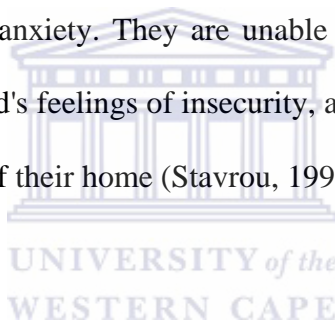 anxiety. They are unable
d's feelings of insecurity, a
f their home (Stavrou, 199
UNIVERSITY of the
WESTERN CAPE